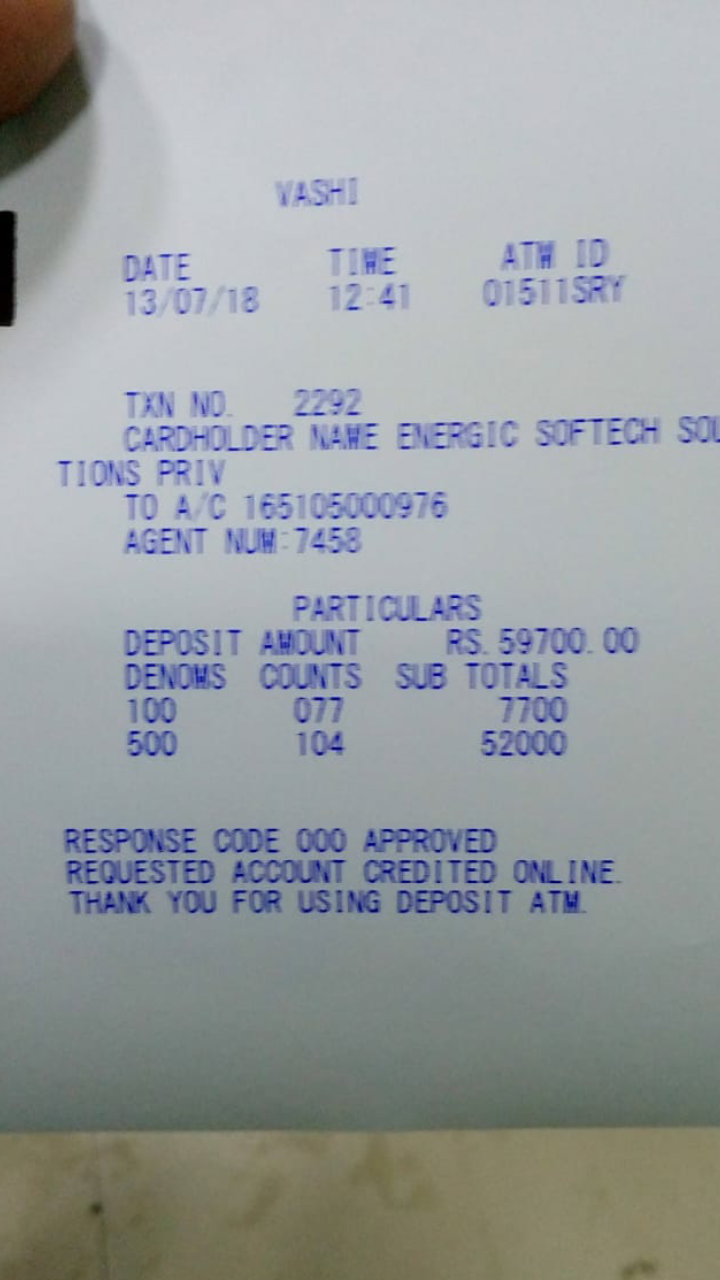 VASHI
DATE TIME ATM ID
13/07/18 12:41 01511SRY
TXN NO. 2292
CARDHOLDER NAME ENERGIC SOFTECH SOL
TIONS PRIV
TO A/C 165105000976
AGENT NUM:7458
PARTICULARS
DEPOSIT AMOUNT RS.59700.00
DENOMS COUNTS SUB TOTALS
100 077 7700
500 104 52000
RESPONSE CODE 000 APPROVED
REQUESTED ACCOUNT CREDITED ONLINE.
THANK YOU FOR USING DEPOSIT ATM.